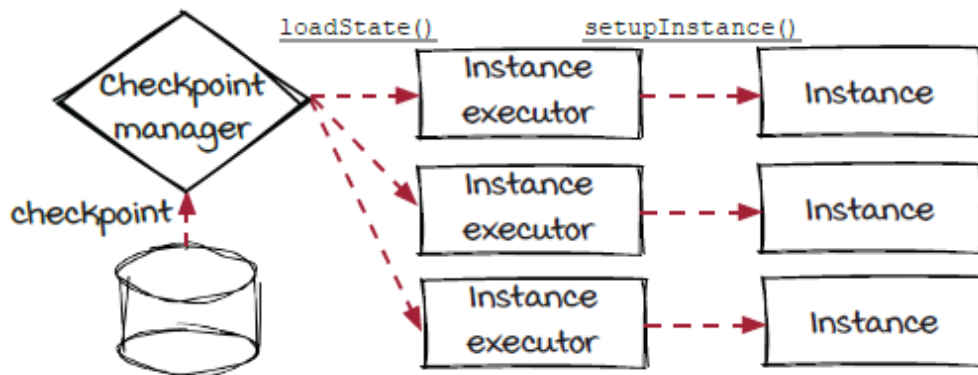 loadState()
setupInstance()
Checkpoint
manager
Instance
executor
Instance
Instance
executor
Instance
checkpoint
Instance
executor
Instance